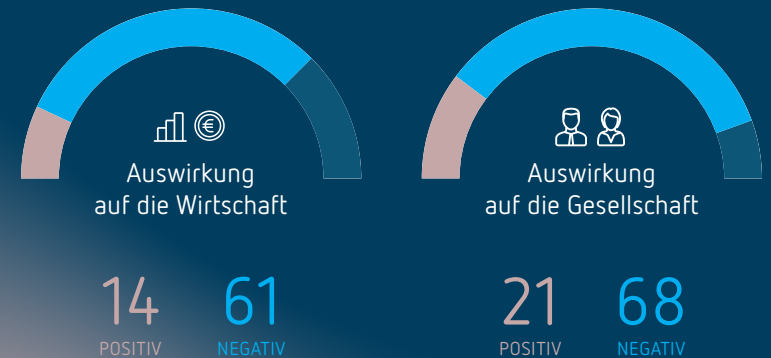 €
Auswirkung
auf die Wirtschaft
14 61
POSITIV NEGATIV
Auswirkung
auf die Gesellschaft
21 68
POSITIV NEGATIV